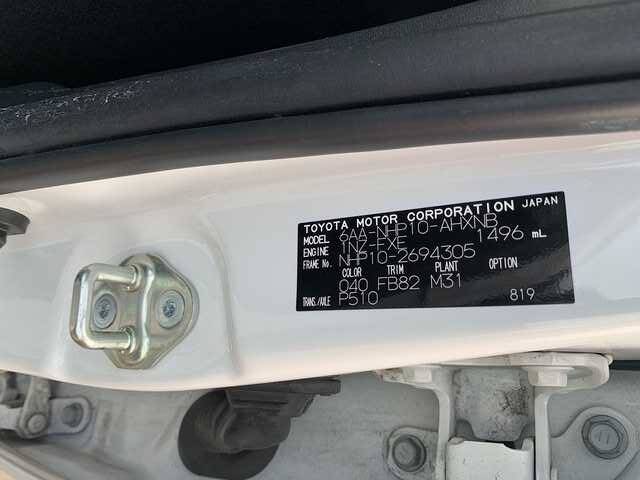 TOYOTA MOTOR CORPORATION JAPAN
MODEL 6AA-NHP10-AHXNB
ENGINE 1NZ-FXE 1496 mL
FRAME No. NHP10-2694305
COLOR TRIM PLANT OPTION
040 FB82 M31
TRANS./AXLE P510 819